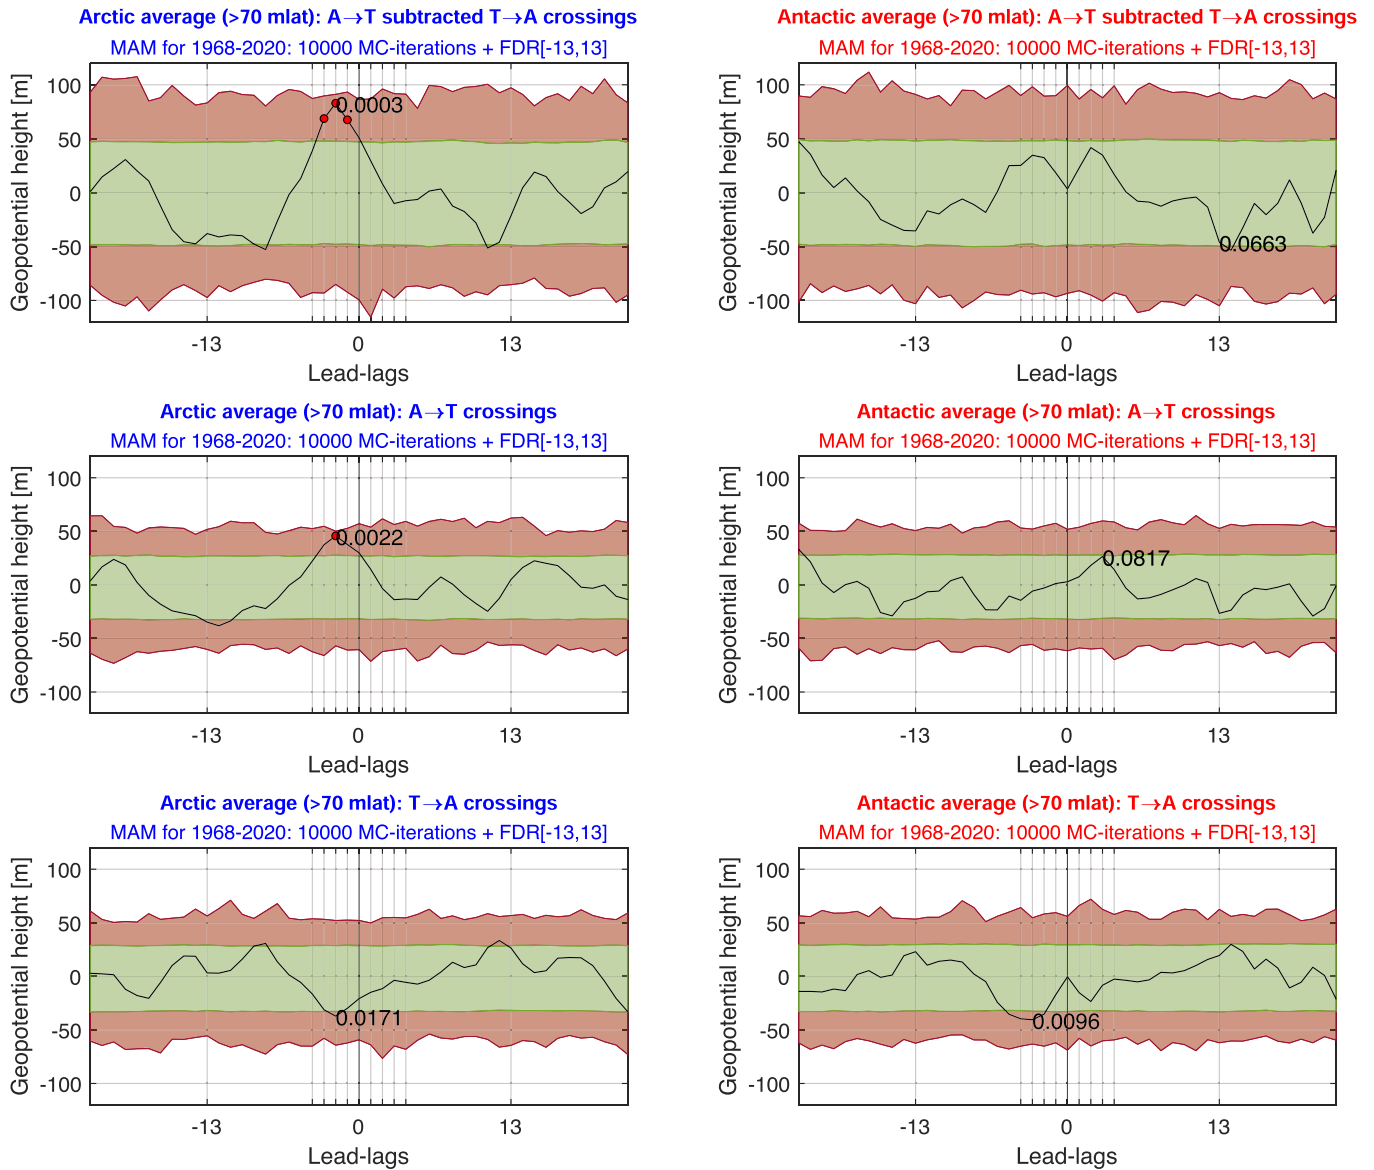 Arctic average (>70 mlat): A→T subtracted T→A crossings
MAM for 1968-2020: 10000 MC-iterations + FDR[-13,13]
Geopotential height [m]
100
50
0
-50
-100
0.0003
-13
0
13
Lead-lags
Antactic average (>70 mlat): A→T subtracted T→A crossings
MAM for 1968-2020: 10000 MC-iterations + FDR[-13,13]
Geopotential height [m]
100
50
0
-50
-100
0.0663
-13
0
13
Lead-lags
Arctic average (>70 mlat): A→T crossings
MAM for 1968-2020: 10000 MC-iterations + FDR[-13,13]
Geopotential height [m]
100
50
0
-50
-100
0.0022
-13
0
13
Lead-lags
Antactic average (>70 mlat): A→T crossings
MAM for 1968-2020: 10000 MC-iterations + FDR[-13,13]
Geopotential height [m]
100
50
0
-50
-100
0.0817
-13
0
13
Lead-lags
Arctic average (>70 mlat): T→A crossings
MAM for 1968-2020: 10000 MC-iterations + FDR[-13,13]
Geopotential height [m]
100
50
0
-50
-100
0.0171
-13
0
13
Lead-lags
Antactic average (>70 mlat): T→A crossings
MAM for 1968-2020: 10000 MC-iterations + FDR[-13,13]
Geopotential height [m]
100
50
0
-50
-100
0.0096
-13
0
13
Lead-lags